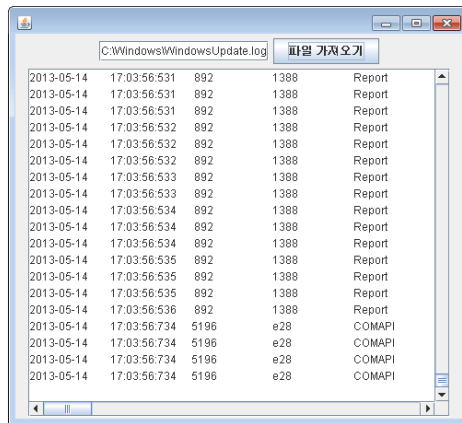 C:\Windows\WindowsUpdate.log 파일 가져오기
2013-05-14 17:03:56:531 892 1388 Report
2013-05-14 17:03:56:531 892 1388 Report
2013-05-14 17:03:56:531 892 1388 Report
2013-05-14 17:03:56:532 892 1388 Report
2013-05-14 17:03:56:532 892 1388 Report
2013-05-14 17:03:56:532 892 1388 Report
2013-05-14 17:03:56:533 892 1388 Report
2013-05-14 17:03:56:533 892 1388 Report
2013-05-14 17:03:56:534 892 1388 Report
2013-05-14 17:03:56:534 892 1388 Report
2013-05-14 17:03:56:534 892 1388 Report
2013-05-14 17:03:56:535 892 1388 Report
2013-05-14 17:03:56:535 892 1388 Report
2013-05-14 17:03:56:535 892 1388 Report
2013-05-14 17:03:56:536 892 1388 Report
2013-05-14 17:03:56:734 5196 e28 COMAPI
2013-05-14 17:03:56:734 5196 e28 COMAPI
2013-05-14 17:03:56:734 5196 e28 COMAPI
2013-05-14 17:03:56:734 5196 e28 COMAPI